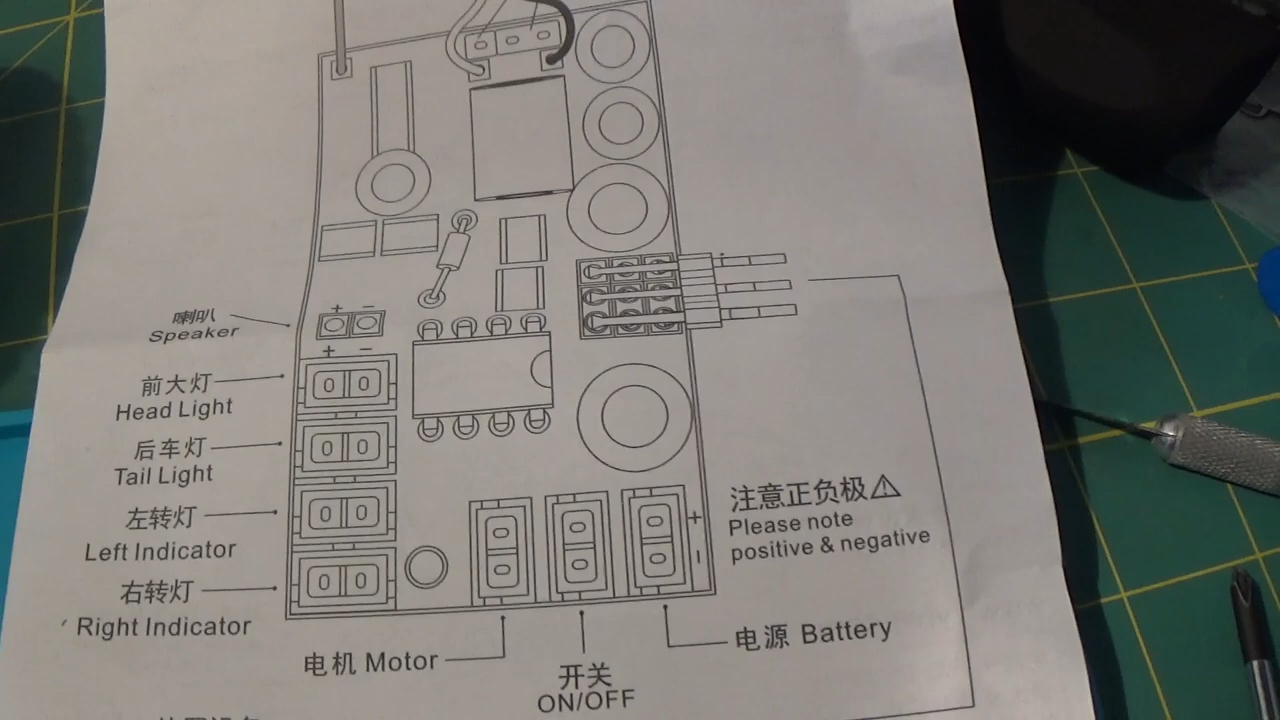 + −
喇叭
Speaker
+ −
前大灯
Head Light
后车灯
Tail Light
左转灯
Left Indicator
右转灯
Right Indicator
注意正负极
Please note
positive & negative
+
-
电机 Motor
开关
ON/OFF
电源 Battery